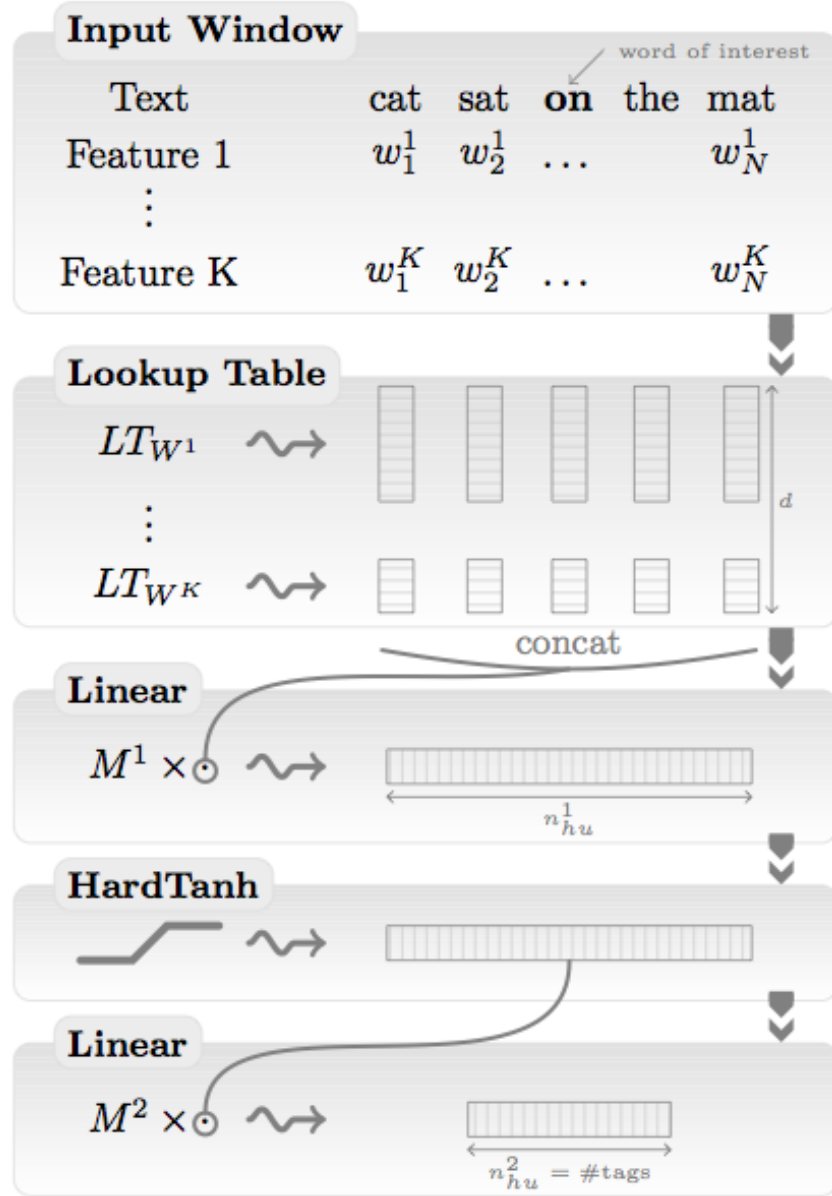 Input Window
word of interest
Text cat sat on the mat
Feature 1 w_1^1 w_2^1 ... w_N^1
⋮
Feature K w_1^K w_2^K ... w_N^K
Lookup Table
LT_{W^1}
d
⋮
LT_{W^K}
concat
Linear
M^1 × ⊙
n_{hu}^1
HardTanh
Linear
M^2 × ⊙
n_{hu}^2 = #tags